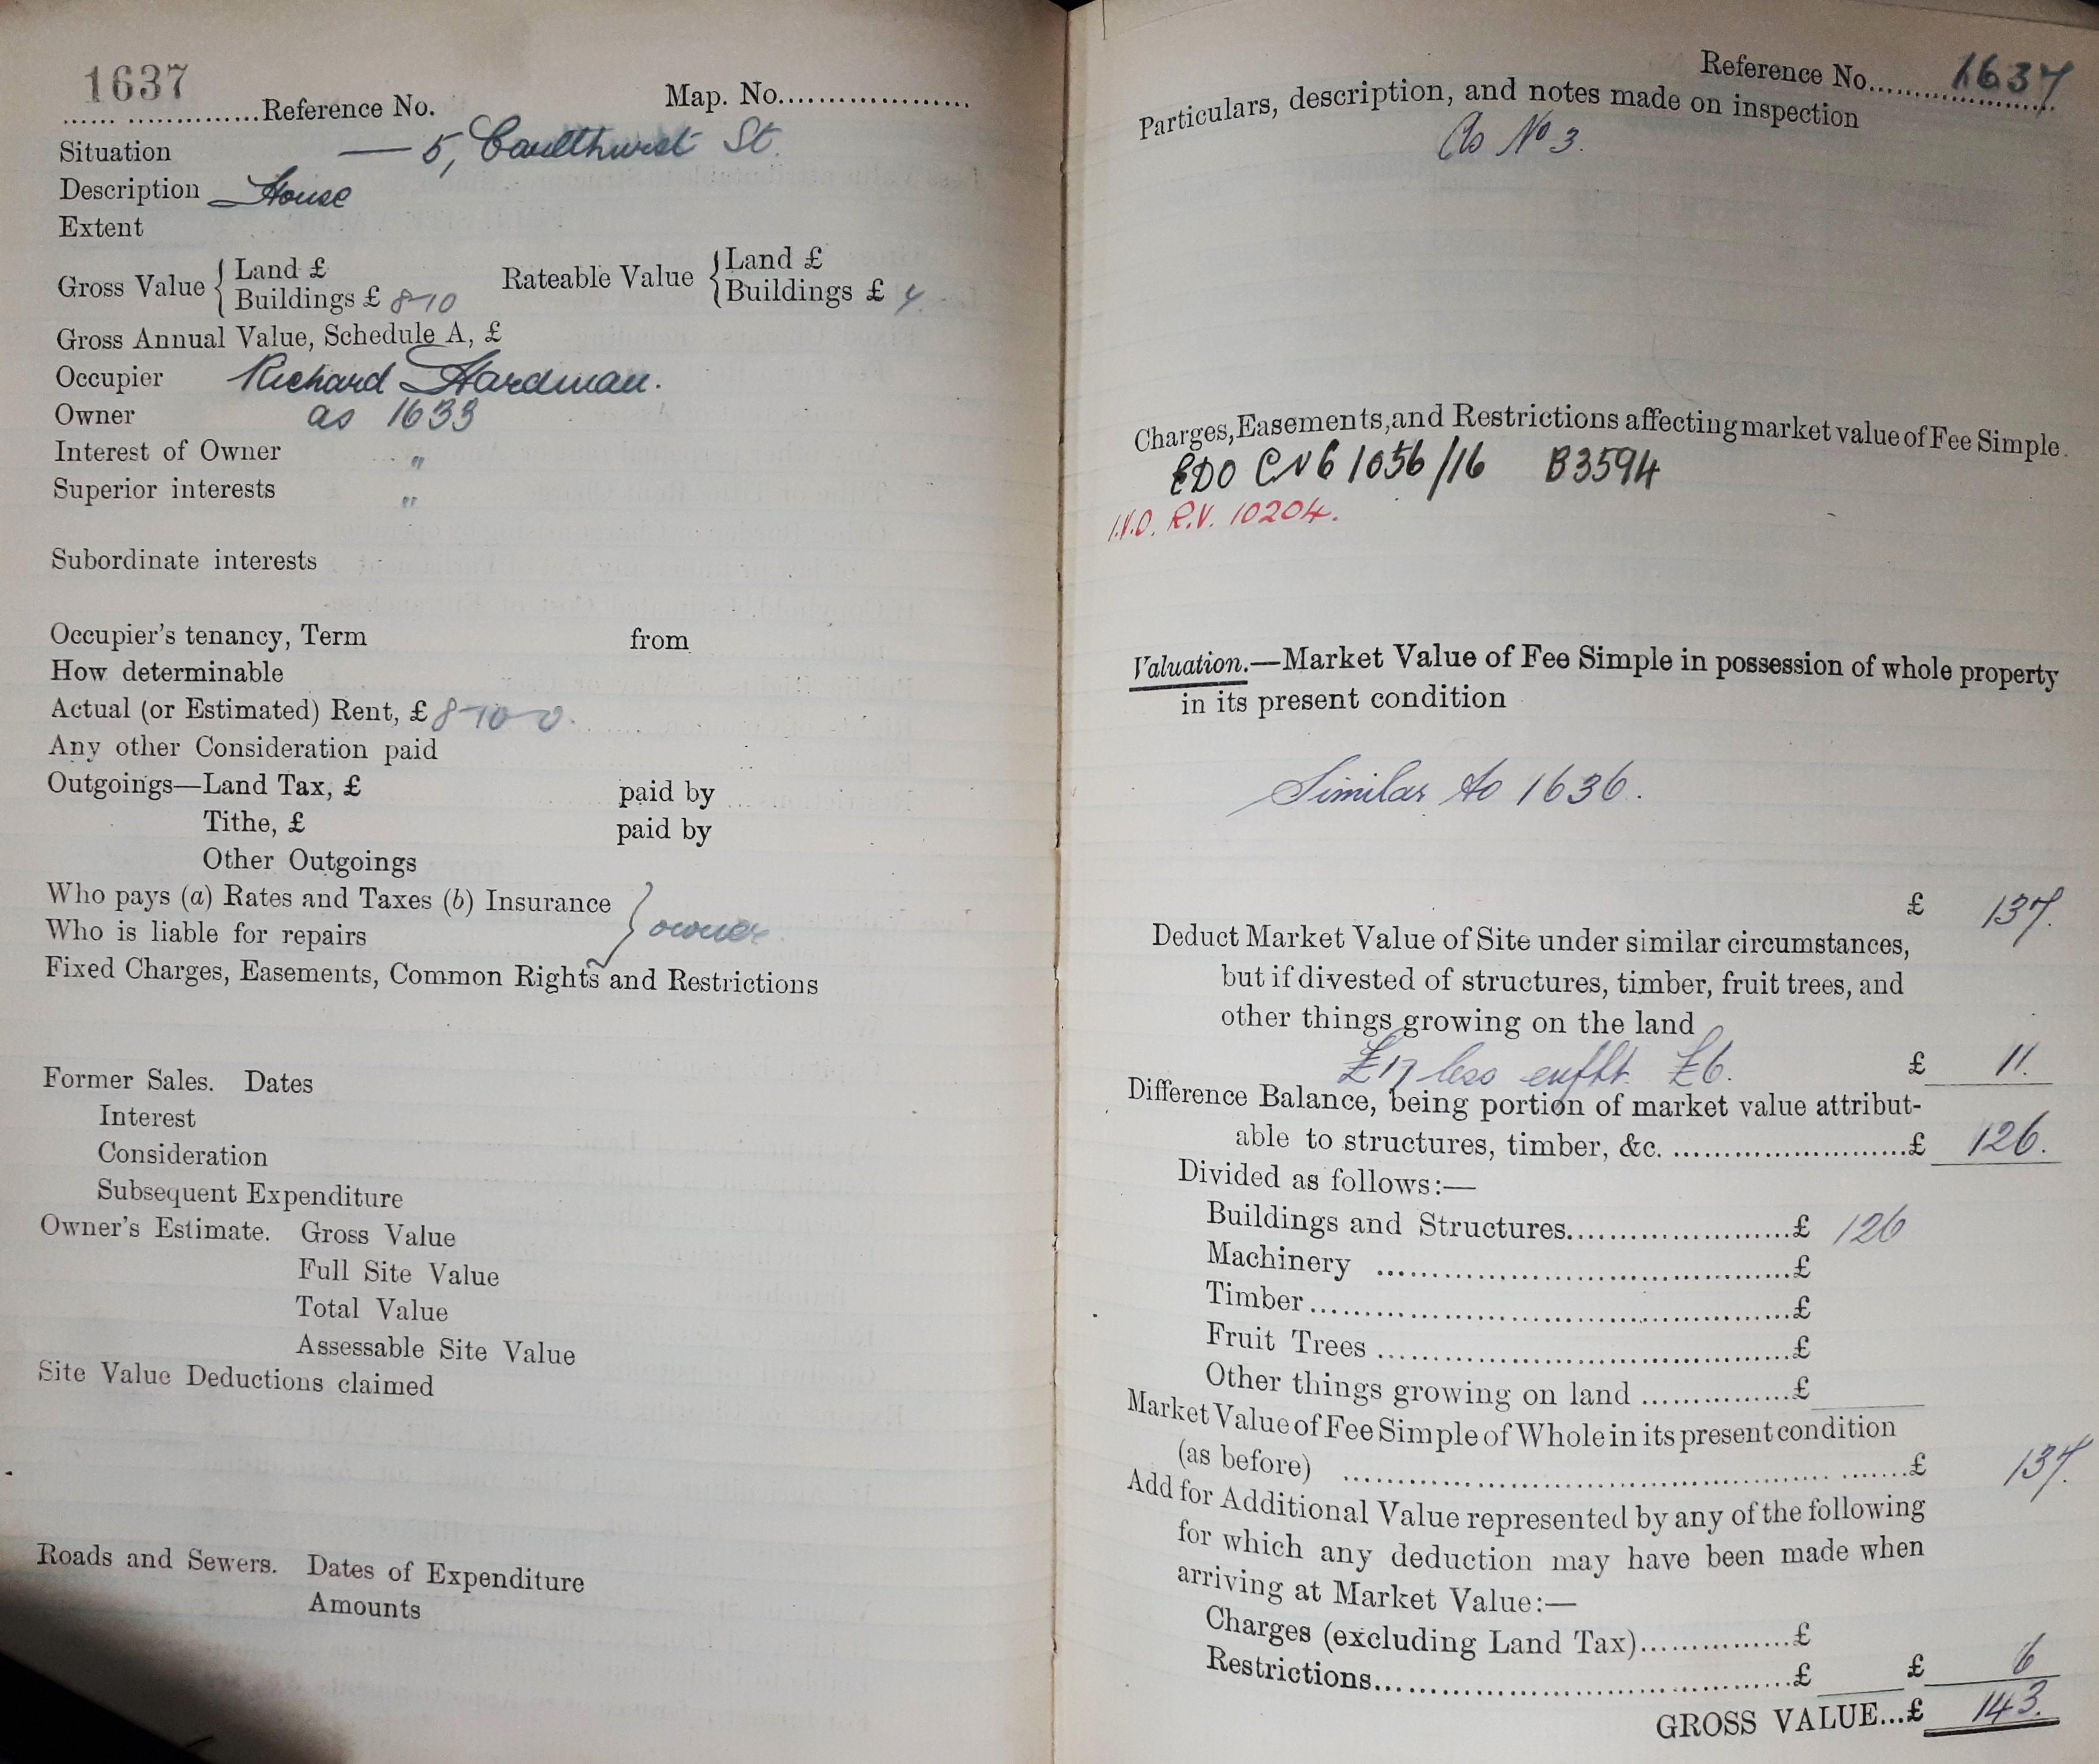 1637
...... ..............Reference No. Map. No....................
Situation — 5, Caulthurst St.
Description House
Extent
Gross Value { Land £ Rateable Value { Land £
Buildings £ 8-10 Buildings £ 4.
Gross Annual Value, Schedule A, £
Occupier Richard Hardman.
Owner as 1633
Interest of Owner "
Superior interests "
Subordinate interests
Occupier's tenancy, Term from
How determinable
Actual (or Estimated) Rent, £ 8-10-0.
Any other Consideration paid
Outgoings—Land Tax, £ paid by
Tithe, £ paid by
Other Outgoings
Who pays (a) Rates and Taxes (b) Insurance
Who is liable for repairs } owner.
Fixed Charges, Easements, Common Rights and Restrictions
Former Sales. Dates
Interest
Consideration
Subsequent Expenditure
Owner's Estimate. Gross Value
Full Site Value
Total Value
Assessable Site Value
Site Value Deductions claimed
Roads and Sewers. Dates of Expenditure
Amounts
Reference No. 1637
Particulars, description, and notes made on inspection
As No 3.
Charges, Easements, and Restrictions affecting market value of Fee Simple.
EDO CN6 1056/16 B3594
I.V.D. R.V. 10204.
Valuation.—Market Value of Fee Simple in possession of whole property
in its present condition
Similar to 1636.
£ 137.
Deduct Market Value of Site under similar circumstances,
but if divested of structures, timber, fruit trees, and
other things growing on the land
£17 less £6. £ 11.
Difference Balance, being portion of market value attribut-
able to structures, timber, &c. ........................£ 126.
Divided as follows:—
Buildings and Structures.......................£ 126
Machinery ..........................................£
Timber.................................................£
Fruit Trees ..........................................£
Other things growing on land ...............£
Market Value of Fee Simple of Whole in its present condition
(as before) ................................................£ 137.
Add for Additional Value represented by any of the following
for which any deduction may have been made when
arriving at Market Value:—
Charges (excluding Land Tax)...............£
Restrictions..........................................£ £ 6
GROSS VALUE...£ 143.